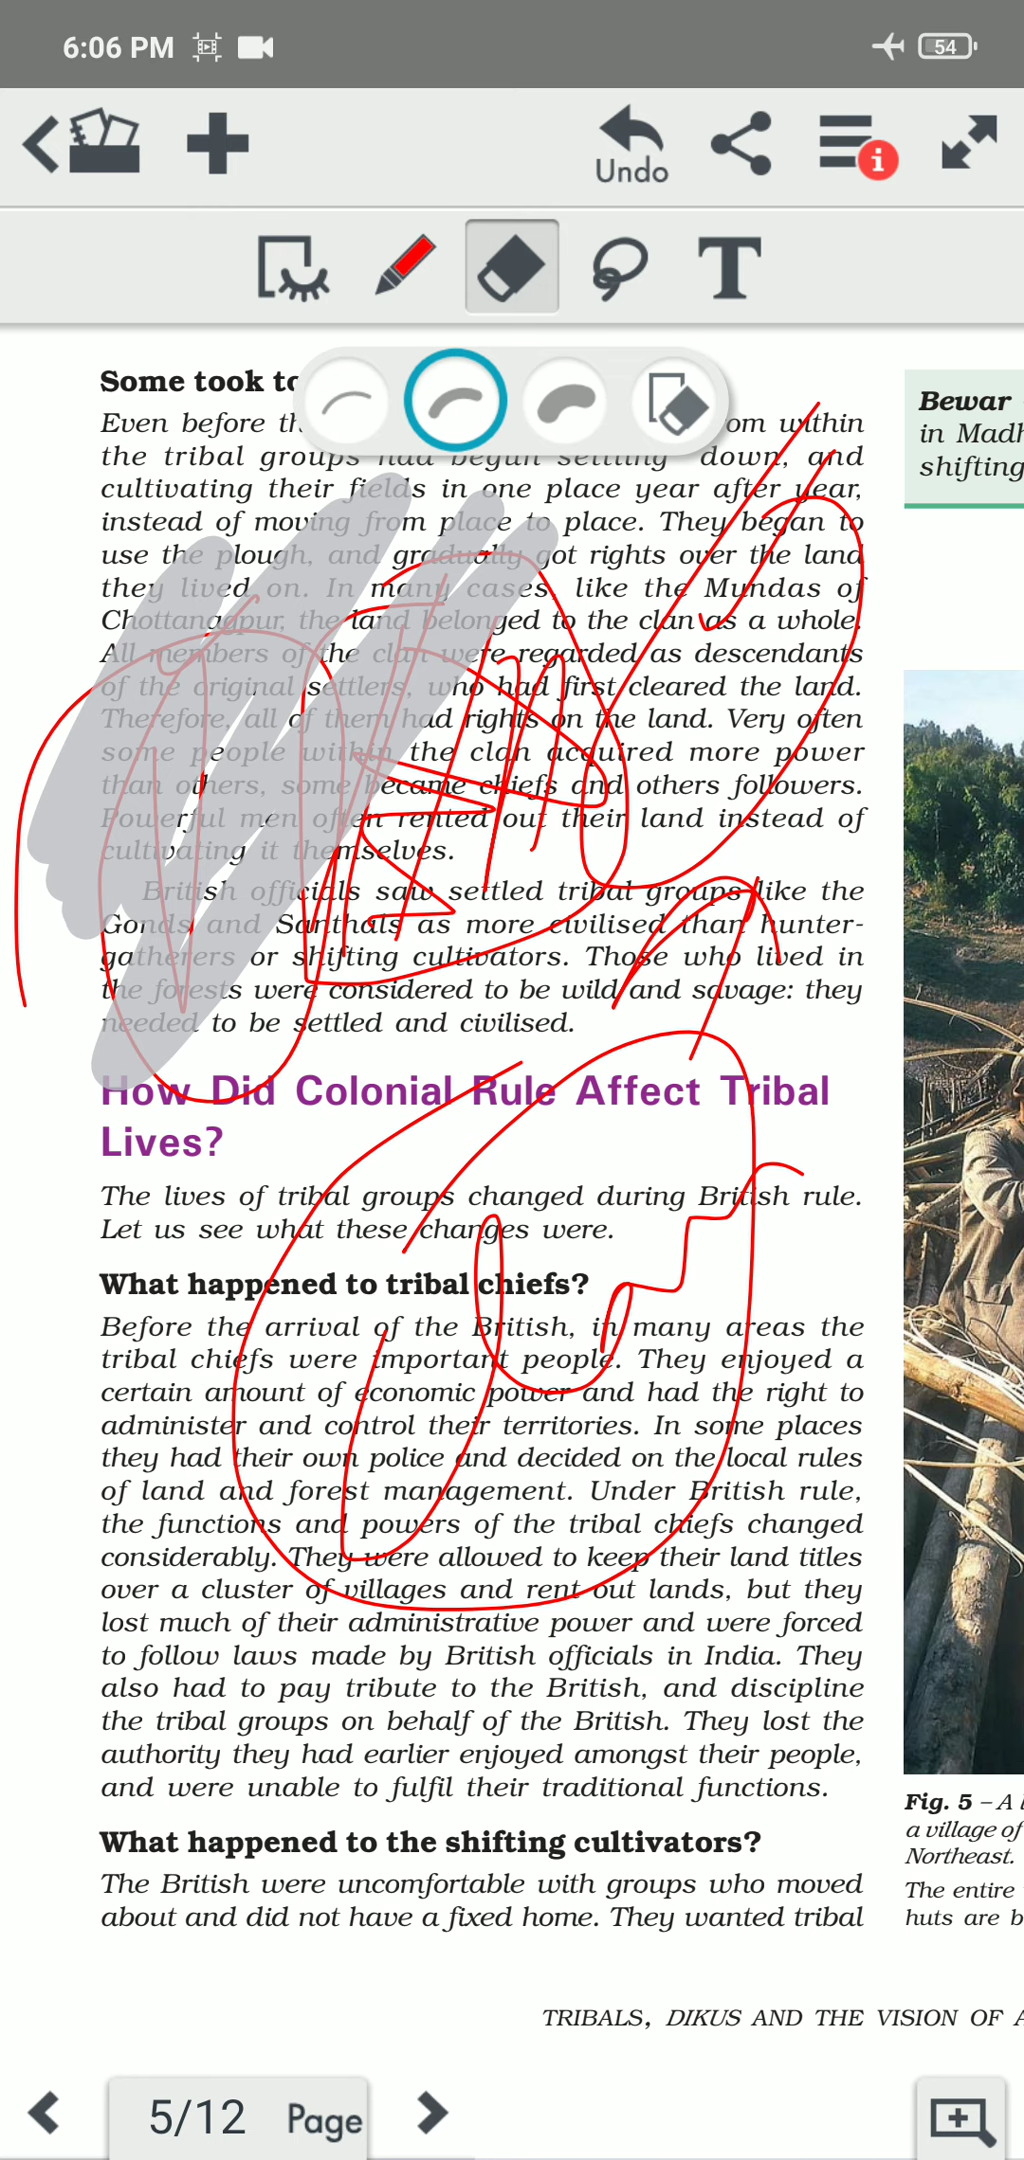 6:06 PM
54
Undo
T
Some took to
Even before th om within
the tribal groups had begun settling down, and
cultivating their fields in one place year after year,
instead of moving from place to place. They began to
use the plough, and gradually got rights over the land
they lived on. In many cases, like the Mundas of
Chottanagpur, the land belonged to the clan as a whole.
All members of the clan were regarded as descendants
of the original settlers, who had first cleared the land.
Therefore, all of them had rights on the land. Very often
some people within the clan acquired more power
than others, some became chiefs and others followers.
Powerful men often rented out their land instead of
cultivating it themselves.
British officials saw settled tribal groups like the
Gonds and Santhals as more civilised than hunter-
gatherers or shifting cultivators. Those who lived in
the forests were considered to be wild and savage: they
needed to be settled and civilised.
How Did Colonial Rule Affect Tribal
Lives?
The lives of tribal groups changed during British rule.
Let us see what these changes were.
What happened to tribal chiefs?
Before the arrival of the British, in many areas the
tribal chiefs were important people. They enjoyed a
certain amount of economic power and had the right to
administer and control their territories. In some places
they had their own police and decided on the local rules
of land and forest management. Under British rule,
the functions and powers of the tribal chiefs changed
considerably. They were allowed to keep their land titles
over a cluster of villages and rent out lands, but they
lost much of their administrative power and were forced
to follow laws made by British officials in India. They
also had to pay tribute to the British, and discipline
the tribal groups on behalf of the British. They lost the
authority they had earlier enjoyed amongst their people,
and were unable to fulfil their traditional functions.
What happened to the shifting cultivators?
The British were uncomfortable with groups who moved
about and did not have a fixed home. They wanted tribal
Bewar –
in Madh
shifting
Fig. 5 – A
a village of
Northeast.
The entire
huts are b
TRIBALS, DIKUS AND THE VISION OF A
5/12 Page